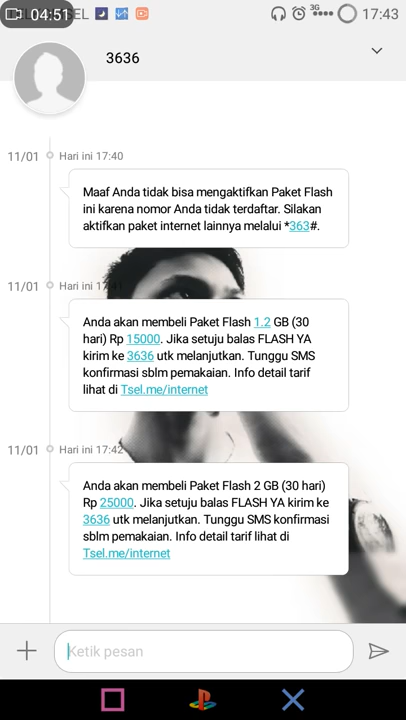 04:51
3G
17:43
3636
11/01 Hari ini 17:40
Maaf Anda tidak bisa mengaktifkan Paket Flash
ini karena nomor Anda tidak terdaftar. Silakan
aktifkan paket internet lainnya melalui *363#.
11/01 Hari ini 17:41
Anda akan membeli Paket Flash 1.2 GB (30
hari) Rp 15000. Jika setuju balas FLASH YA
kirim ke 3636 utk melanjutkan. Tunggu SMS
konfirmasi sblm pemakaian. Info detail tarif
lihat di Tsel.me/internet
11/01 Hari ini 17:42
Anda akan membeli Paket Flash 2 GB (30 hari)
Rp 25000. Jika setuju balas FLASH YA kirim ke
3636 utk melanjutkan. Tunggu SMS konfirmasi
sblm pemakaian. Info detail tarif lihat di
Tsel.me/internet
Ketik pesan